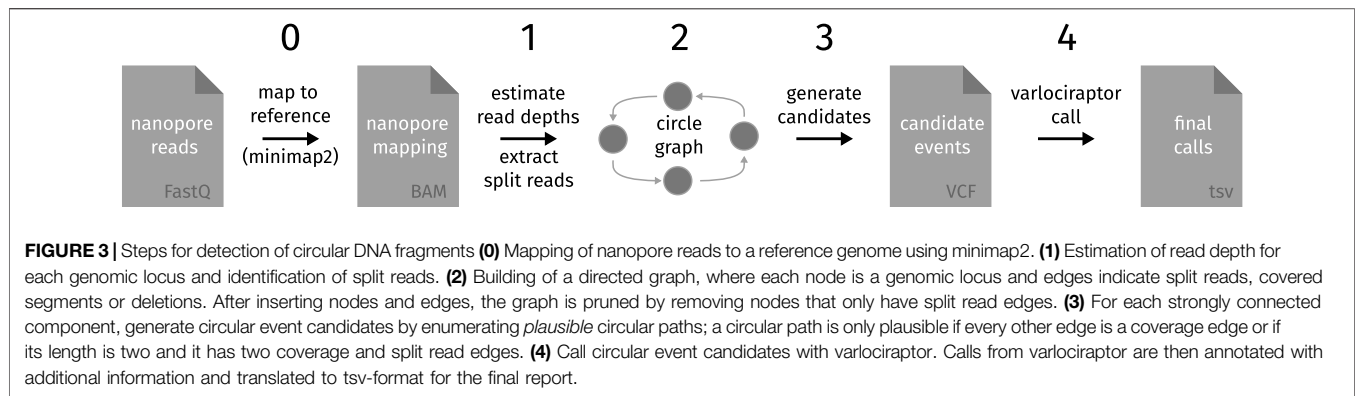 0
1
2
3
4
nanopore
reads
FastQ
map to
reference
(minimap2)
nanopore
mapping
BAM
estimate
read depths
extract
split reads
circle
graph
generate
candidates
candidate
events
VCF
varlociraptor
call
final
calls
tsv
FIGURE 3 | Steps for detection of circular DNA fragments (0) Mapping of nanopore reads to a reference genome using minimap2. (1) Estimation of read depth for
each genomic locus and identification of split reads. (2) Building of a directed graph, where each node is a genomic locus and edges indicate split reads, covered
segments or deletions. After inserting nodes and edges, the graph is pruned by removing nodes that only have split read edges. (3) For each strongly connected
component, generate circular event candidates by enumerating plausible circular paths; a circular path is only plausible if every other edge is a coverage edge or if
its length is two and it has two coverage and split read edges. (4) Call circular event candidates with varlociraptor. Calls from varlociraptor are then annotated with
additional information and translated to tsv-format for the final report.